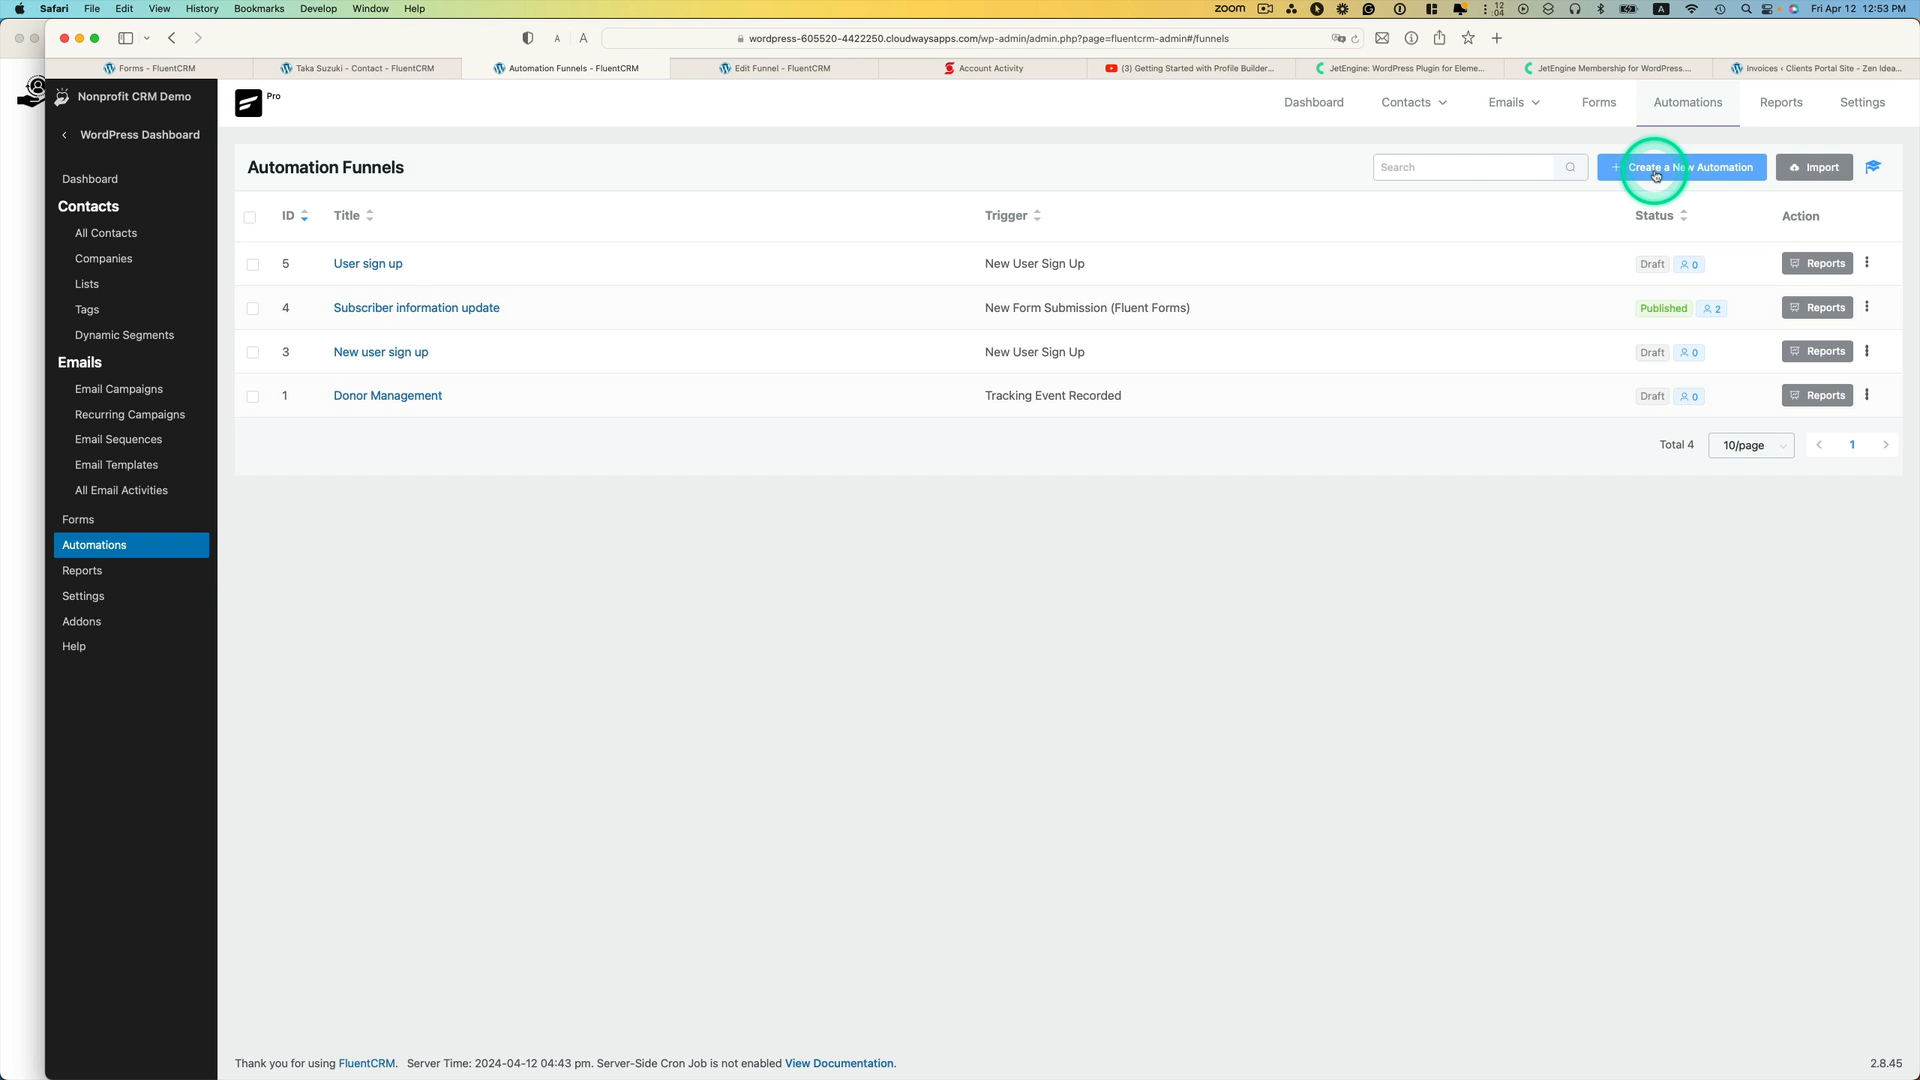 Safari File Edit View History Bookmarks Develop Window Help
zoom 12 04 A Fri Apr 12 12:53 PM
A A wordpress-605520-4422250.cloudwaysapps.com/wp-admin/admin.php?page=fluentcrm-admin#/funnels
Forms - FluentCRM
Taka Suzuki - Contact - FluentCRM
Automation Funnels - FluentCRM
Edit Funnel - FluentCRM
Account Activity
(3) Getting Started with Profile Builder...
JetEngine: WordPress Plugin for Eleme...
JetEngine Membership for WordPress....
Invoices ‹ Clients Portal Site - Zen Idea...
Nonprofit CRM Demo
WordPress Dashboard
Dashboard
Contacts
All Contacts
Companies
Lists
Tags
Dynamic Segments
Emails
Email Campaigns
Recurring Campaigns
Email Sequences
Email Templates
All Email Activities
Forms
Automations
Reports
Settings
Addons
Help
Pro
Dashboard Contacts Emails Forms Automations Reports Settings
Automation Funnels
Search + Create a New Automation Import
ID Title Trigger Status Action
5 User sign up New User Sign Up Draft 0 Reports
4 Subscriber information update New Form Submission (Fluent Forms) Published 2 Reports
3 New user sign up New User Sign Up Draft 0 Reports
1 Donor Management Tracking Event Recorded Draft 0 Reports
Total 4 10/page 1
Thank you for using FluentCRM. Server Time: 2024-04-12 04:43 pm. Server-Side Cron Job is not enabled View Documentation.
2.8.45